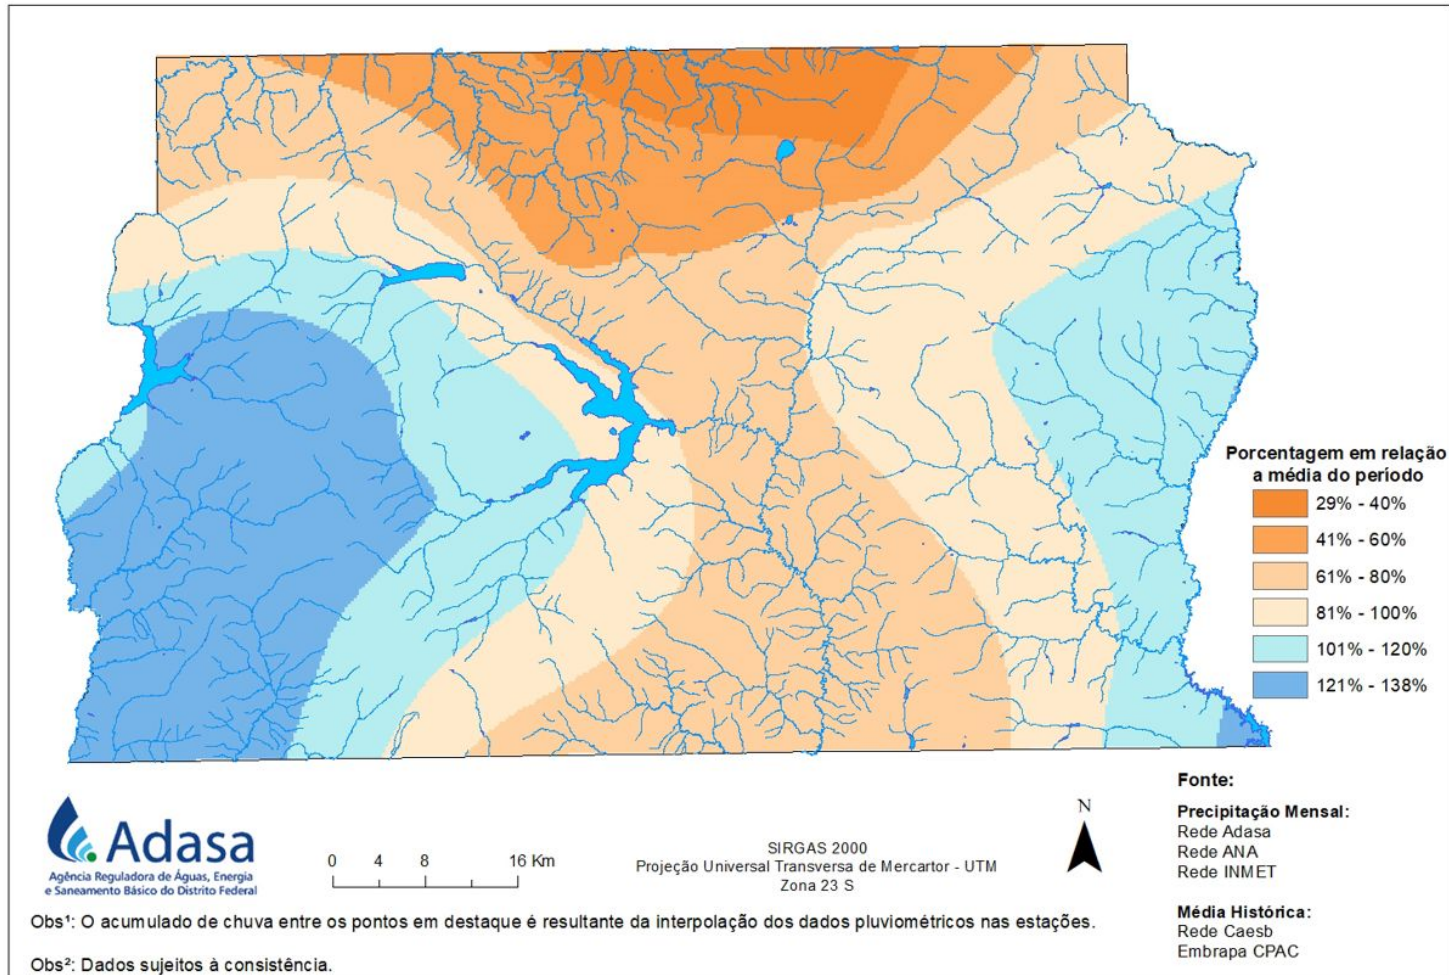 Porcentagem em relação
a média do período
29% - 40%
41% - 60%
61% - 80%
81% - 100%
101% - 120%
121% - 138%
Adasa
Agência Reguladora de Águas, Energia
e Saneamento Básico do Distrito Federal
0 4 8 16 Km
SIRGAS 2000
Projeção Universal Transversa de Mercartor - UTM
Zona 23 S
N
Fonte:
Precipitação Mensal:
Rede Adasa
Rede ANA
Rede INMET
Média Histórica:
Rede Caesb
Embrapa CPAC
Obs¹: O acumulado de chuva entre os pontos em destaque é resultante da interpolação dos dados pluviométricos nas estações.
Obs²: Dados sujeitos à consistência.